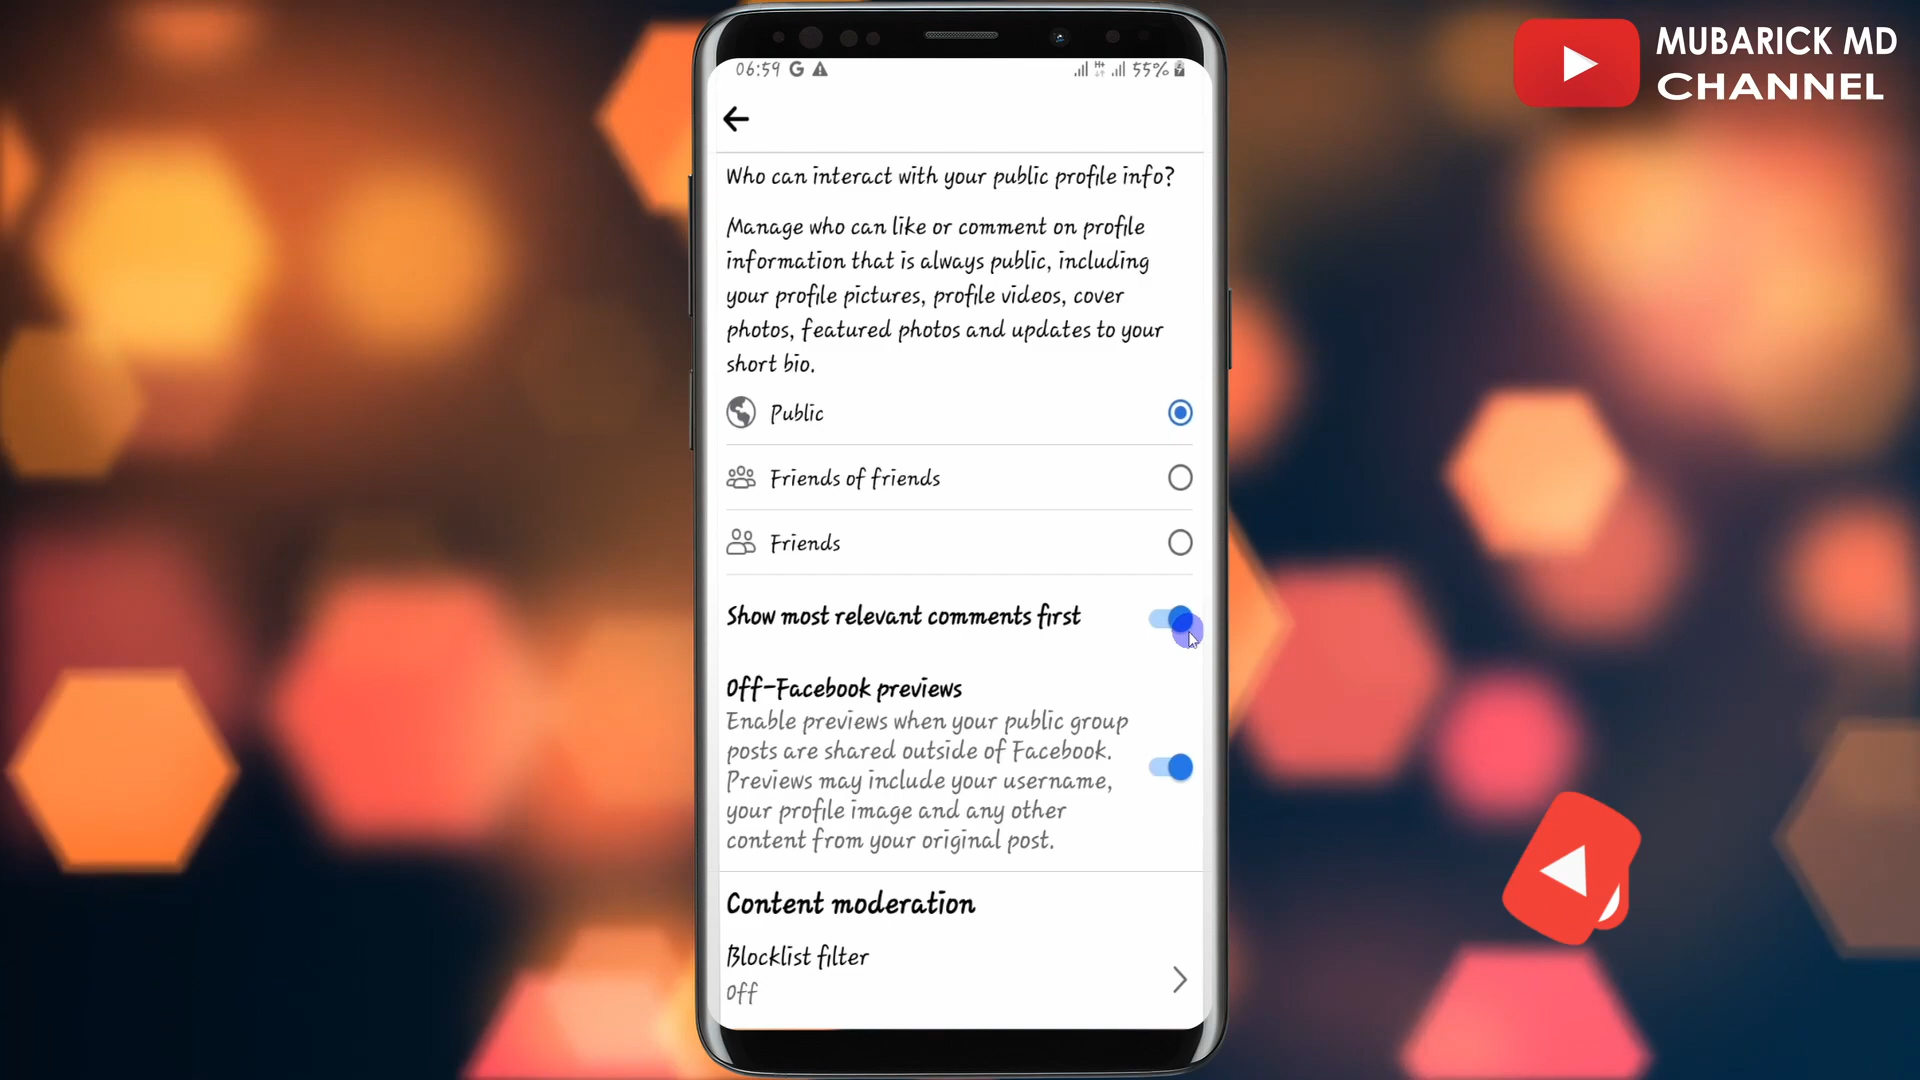 MUBARICK MD
CHANNEL
06:59 G
H+ 55%
Who can interact with your public profile info?
Manage who can like or comment on profile
information that is always public, including
your profile pictures, profile videos, cover
photos, featured photos and updates to your
short bio.
Public
Friends of friends
Friends
Show most relevant comments first
Off-Facebook previews
Enable previews when your public group
posts are shared outside of Facebook.
Previews may include your username,
your profile image and any other
content from your original post.
Content moderation
Blocklist filter
Off